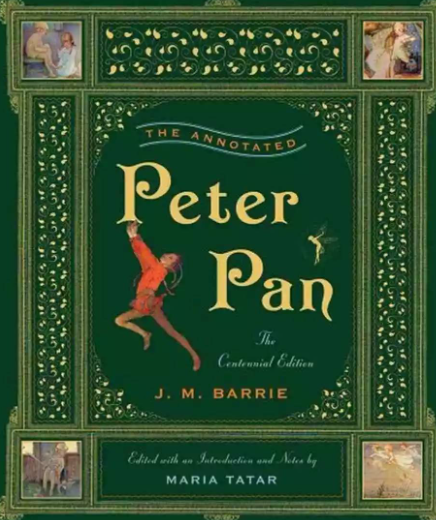 THE ANNOTATED
Peter
Pan
The
Centennial Edition
J. M. BARRIE
Edited with an Introduction and Notes by
MARIA TATAR